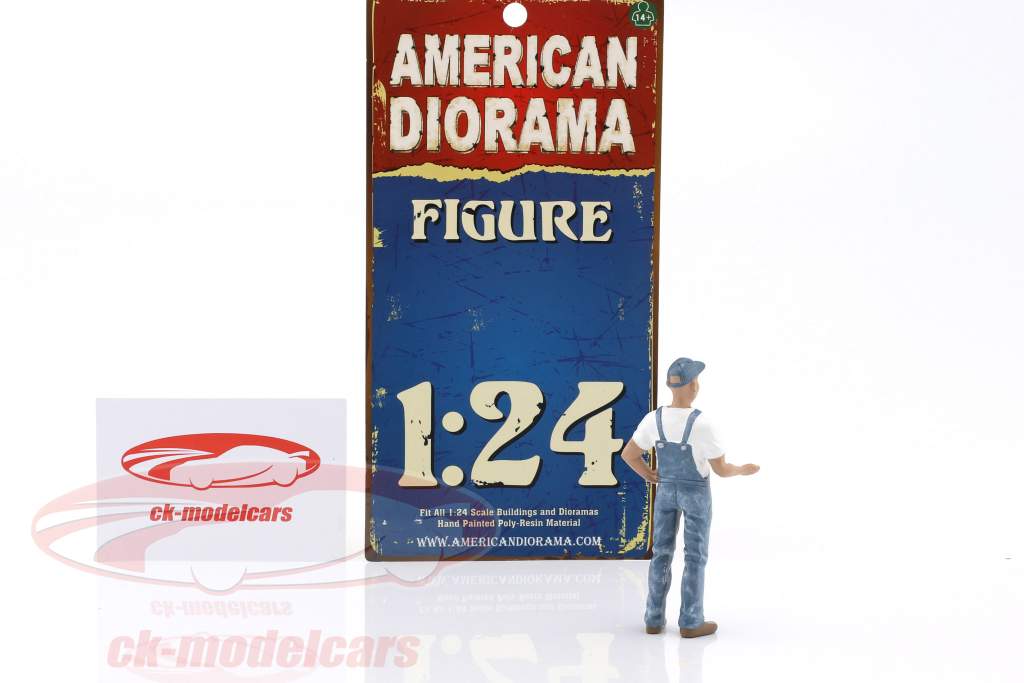 14+
AMERICAN
DIORAMA
FIGURE
1:24
Fit All 1:24 Scale Buildings and Dioramas
Hand Painted Poly-Resin Material
WWW.AMERICANDIORAMA.COM
ck-modelcars
ck-modelcars